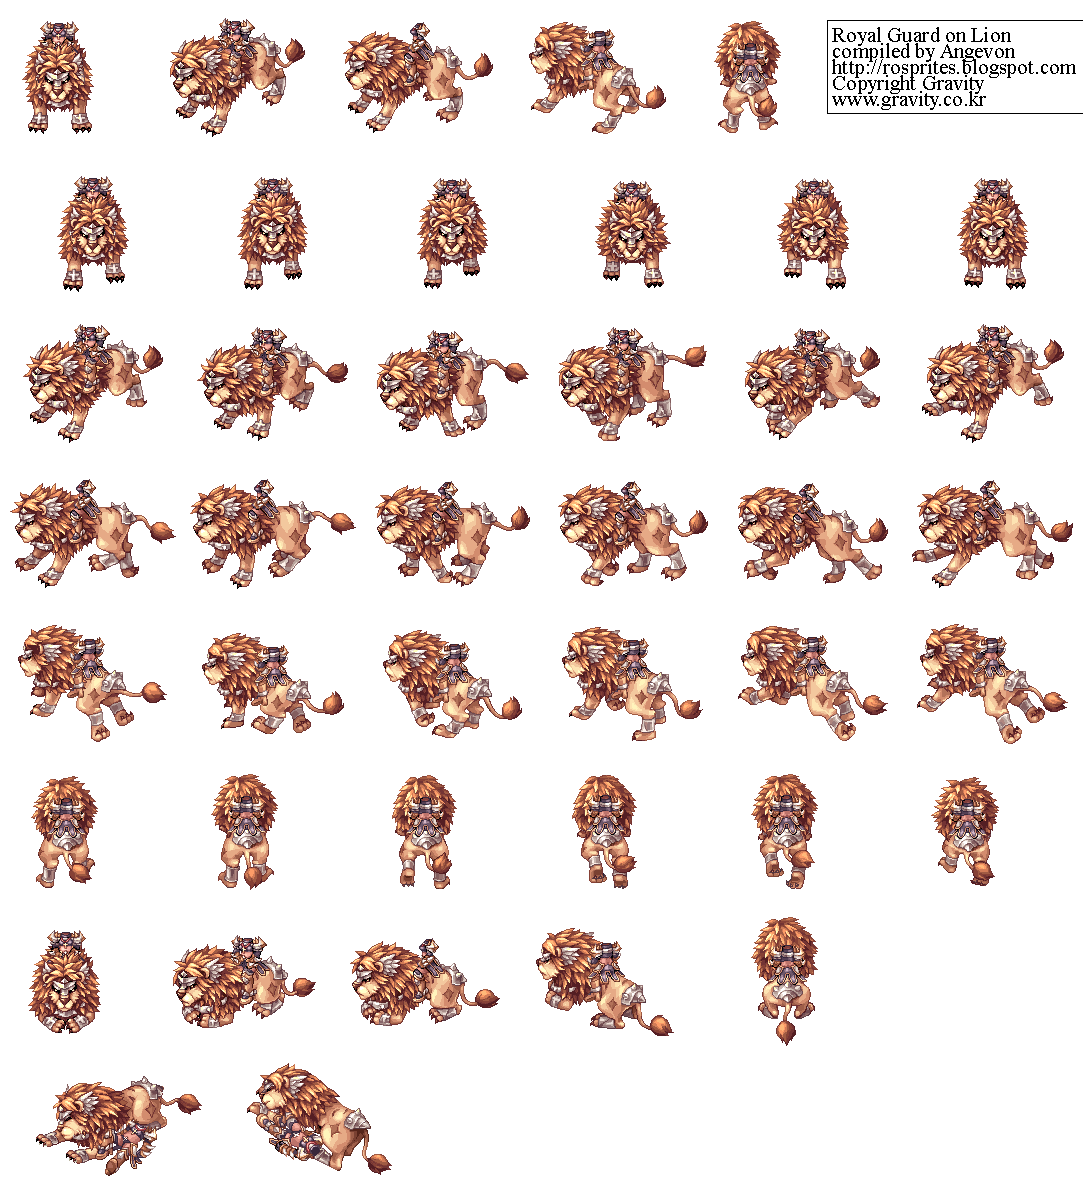 Royal Guard on Lion
compiled by Angevon
http://rosprites.blogspot.com
Copyright Gravity
www.gravity.co.kr